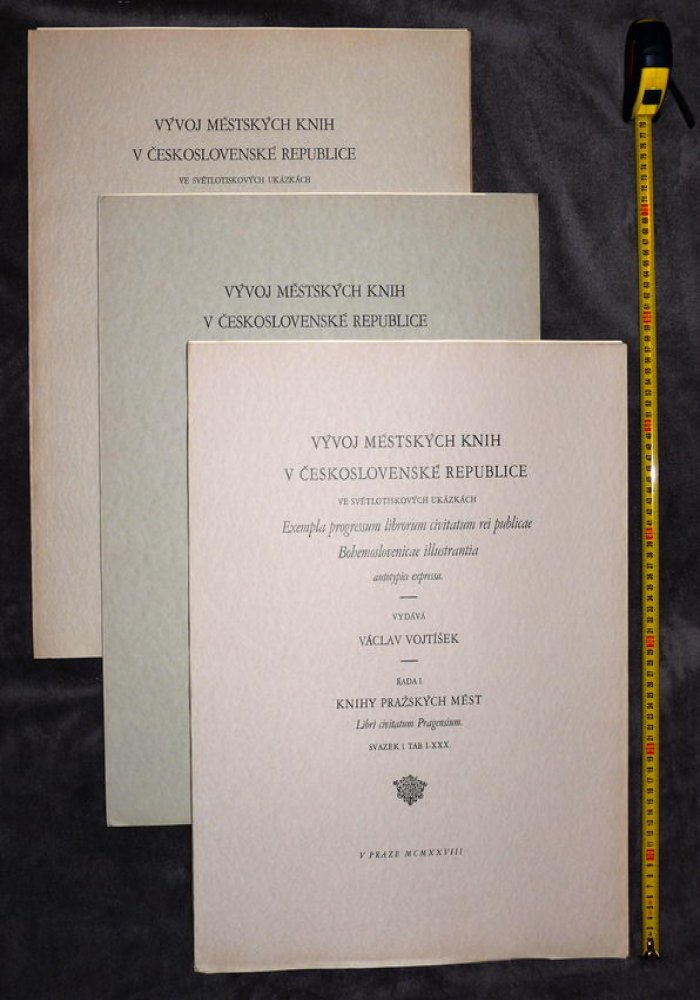 VÝVOJ MĚSTSKÝCH KNIH
V ČESKOSLOVENSKÉ REPUBLICE
VE SVĚTLOTISKOVÝCH UKÁZKÁCH
VÝVOJ MĚSTSKÝCH KNIH
V ČESKOSLOVENSKÉ REPUBLICE
VÝVOJ MĚSTSKÝCH KNIH
V ČESKOSLOVENSKÉ REPUBLICE
VE SVĚTLOTISKOVÝCH UKÁZKÁCH
Exempla progressum librorum civitatum rei publicae
Bohemoslovenicae illustrantia
autotypice expressa.
VYDÁVÁ
VÁCLAV VOJTÍŠEK
ŘADA I.
KNIHY PRAŽSKÝCH MĚST
Libri civitatum Pragensium.
SVAZEK I. TAB I-XXX.
V PRAZE MCMXXVIII